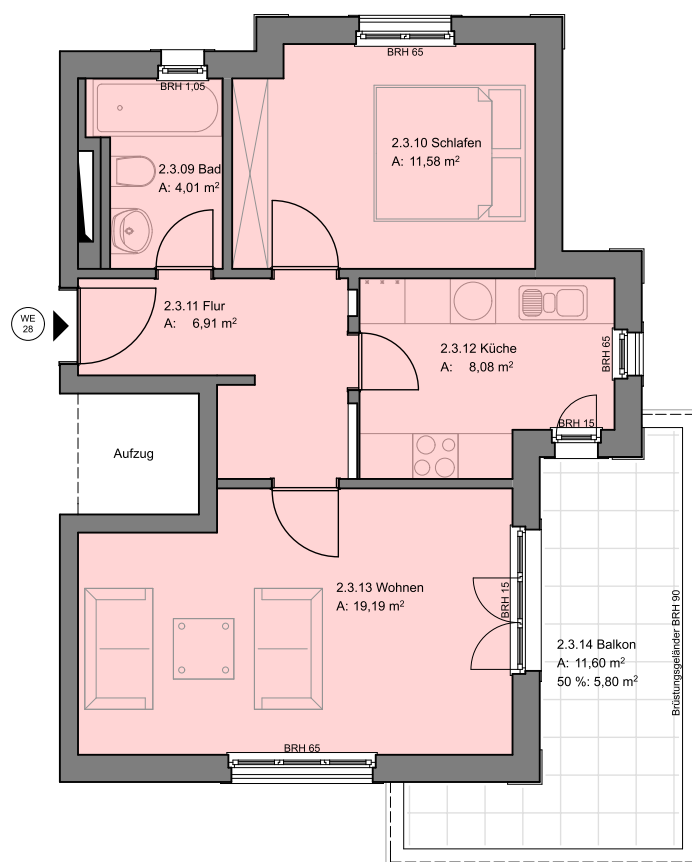 BRH 65
BRH 1,05
2.3.10 Schlafen
A: 11,58 m²
2.3.09 Bad
A: 4,01 m²
2.3.11 Flur
A: 6,91 m²
WE
28
2.3.12 Küche
A: 8,08 m²
BRH 65
BRH 15
Aufzug
2.3.13 Wohnen
A: 19,19 m²
BRH 15
2.3.14 Balkon
A: 11,60 m²
50 %: 5,80 m²
Brüstungsgeländer BRH 90
BRH 65